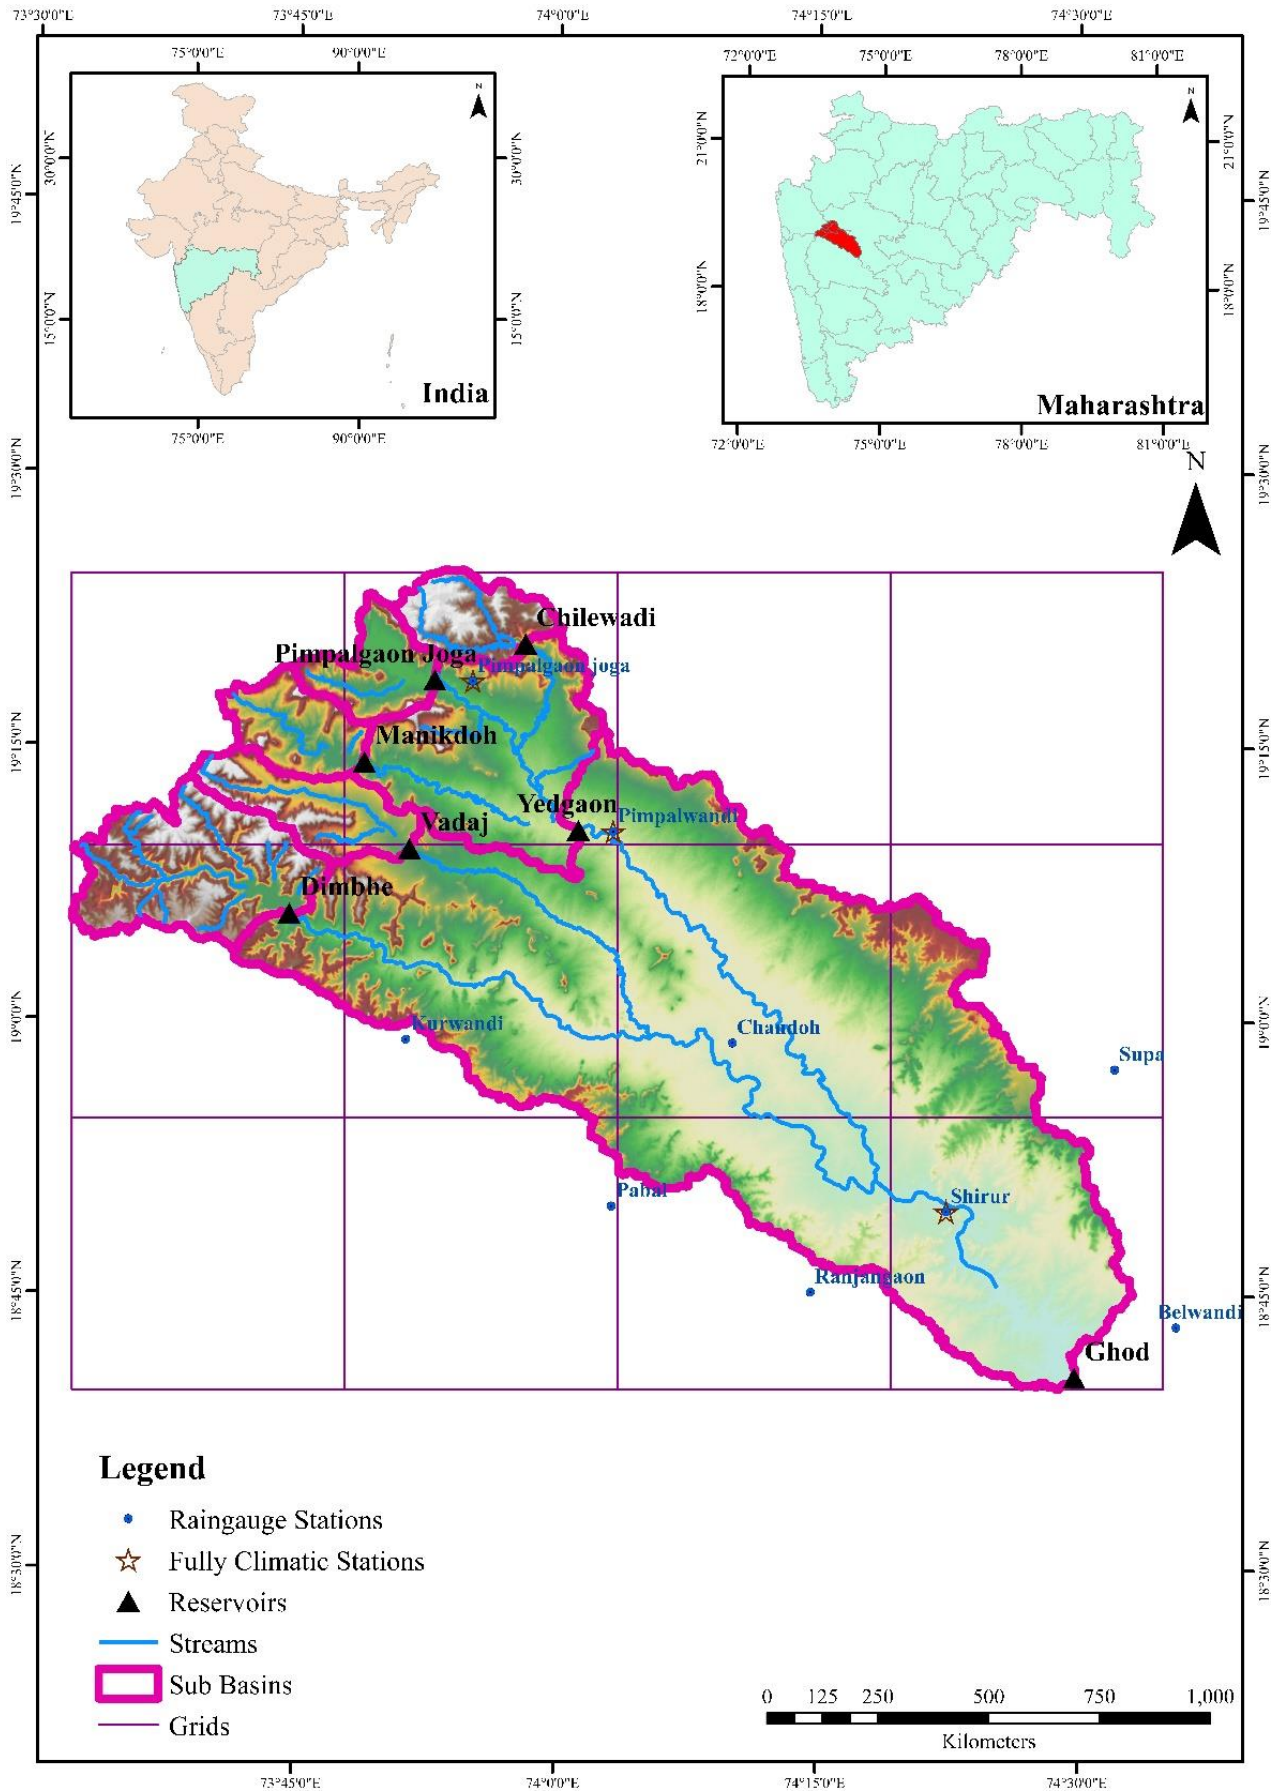 73°30'0"E 73°45'0"E 74°0'0"E 74°15'0"E 74°30'0"E
75°0'0"E 90°0'0"E
72°0'0"E 75°0'0"E 78°0'0"E 81°0'0"E
N
N
30°0'0"N 30°0'0"N
21°0'0"N 21°0'0"N
19°45'0"N 19°45'0"N
15°0'0"N 15°0'0"N
18°0'0"N 18°0'0"N
India
Maharashtra
75°0'0"E 90°0'0"E
72°0'0"E 75°0'0"E 78°0'0"E 81°0'0"E
N
19°30'0"N 19°30'0"N
Chilewadi
Pimpalgaon Joga
Pimpalgaon joga
Manikdoh
19°15'0"N 19°15'0"N
Yedgaon
Pimpalwandi
Vadaj
Dimbhe
19°0'0"N 19°0'0"N
Kurwandi
Chandoh
Supa
Pabal
Shirur
Ranjangaon
18°45'0"N 18°45'0"N
Belwandi
Ghod
Legend
Raingauge Stations
Fully Climatic Stations
Reservoirs
Streams
Sub Basins
Grids
18°30'0"N 18°30'0"N
0 125 250 500 750 1,000
Kilometers
73°45'0"E 74°0'0"E 74°15'0"E 74°30'0"E